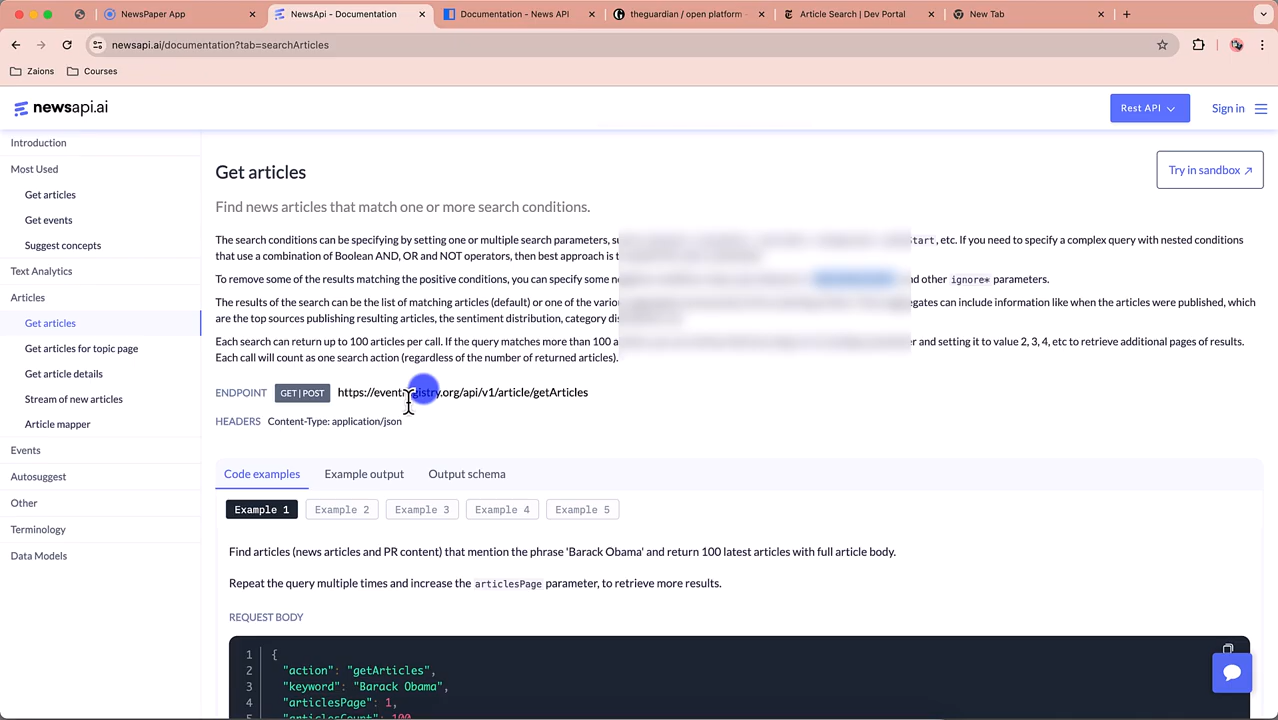 NewsPaper App
NewsApi - Documentation
Documentation - News API
theguardian / open platform -
Article Search | Dev Portal
New Tab
newsapi.ai/documentation?tab=searchArticles
Zaions
Courses
newsapi.ai
Rest API
Sign in
Introduction
Most Used
Get articles
Get events
Suggest concepts
Text Analytics
Articles
Get articles
Get articles for topic page
Get article details
Stream of new articles
Article mapper
Events
Autosuggest
Other
Terminology
Data Models
Get articles
Try in sandbox ↗
Find news articles that match one or more search conditions.
The search conditions can be specifying by setting one or multiple search parameters, , etc. If you need to specify a complex query with nested conditions
that use a combination of Boolean AND, OR and NOT operators, then best approach is
To remove some of the results matching the positive conditions, you can specify some other ignore* parameters.
The results of the search can be the list of matching articles (default) or one of the can include information like when the articles were published, which
are the top sources publishing resulting articles, the sentiment distribution, category
Each search can return up to 100 articles per call. If the query matches more than 100 and setting it to value 2, 3, 4, etc to retrieve additional pages of results.
Each call will count as one search action (regardless of the number of returned articles).
ENDPOINT GET|POST https://eventregistry.org/api/v1/article/getArticles
HEADERS Content-Type: application/json
Code examples Example output Output schema
Example 1 Example 2 Example 3 Example 4 Example 5
Find articles (news articles and PR content) that mention the phrase 'Barack Obama' and return 100 latest articles with full article body.
Repeat the query multiple times and increase the articlesPage parameter, to retrieve more results.
REQUEST BODY
1 {
2 "action": "getArticles",
3 "keyword": "Barack Obama",
4 "articlesPage": 1,
5 "articlesCount": 100